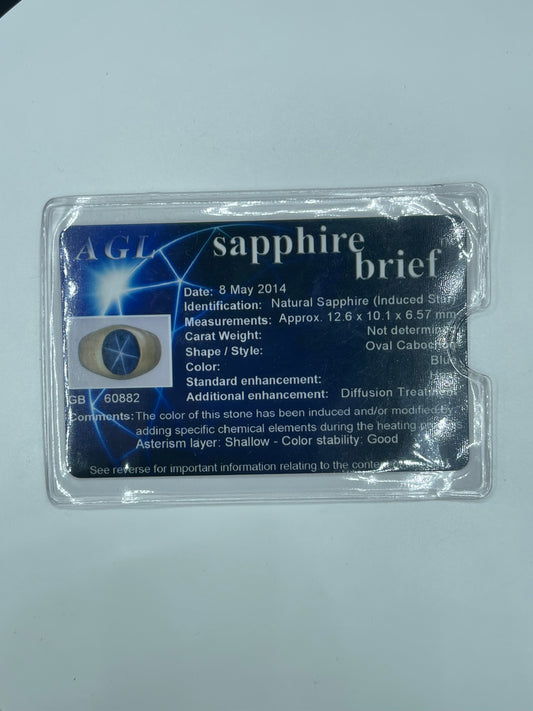 AGL
sapphire
brief
Date: 8 May 2014
Identification: Natural Sapphire (Induced Star)
Measurements: Approx. 12.6 x 10.1 x 6.57 mm
Carat Weight: Not determined
Shape / Style: Oval Cabochon
Color: Blue
Standard enhancement: Heat
Additional enhancement: Diffusion Treatment
GB 60882
Comments: The color of this stone has been induced and/or modified by
adding specific chemical elements during the heating
Asterism layer: Shallow - Color stability: Good
See reverse for important information relating to the